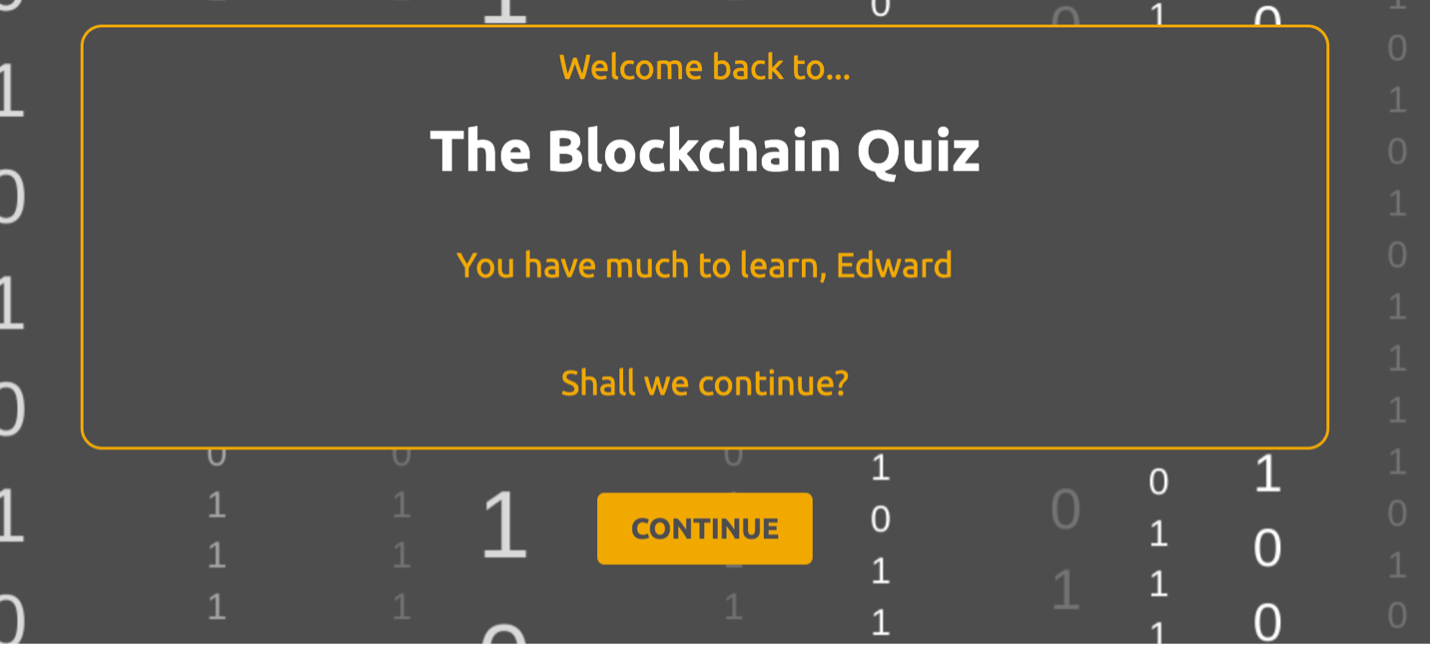 Welcome back to...
The Blockchain Quiz
You have much to learn, Edward
Shall we continue?
CONTINUE